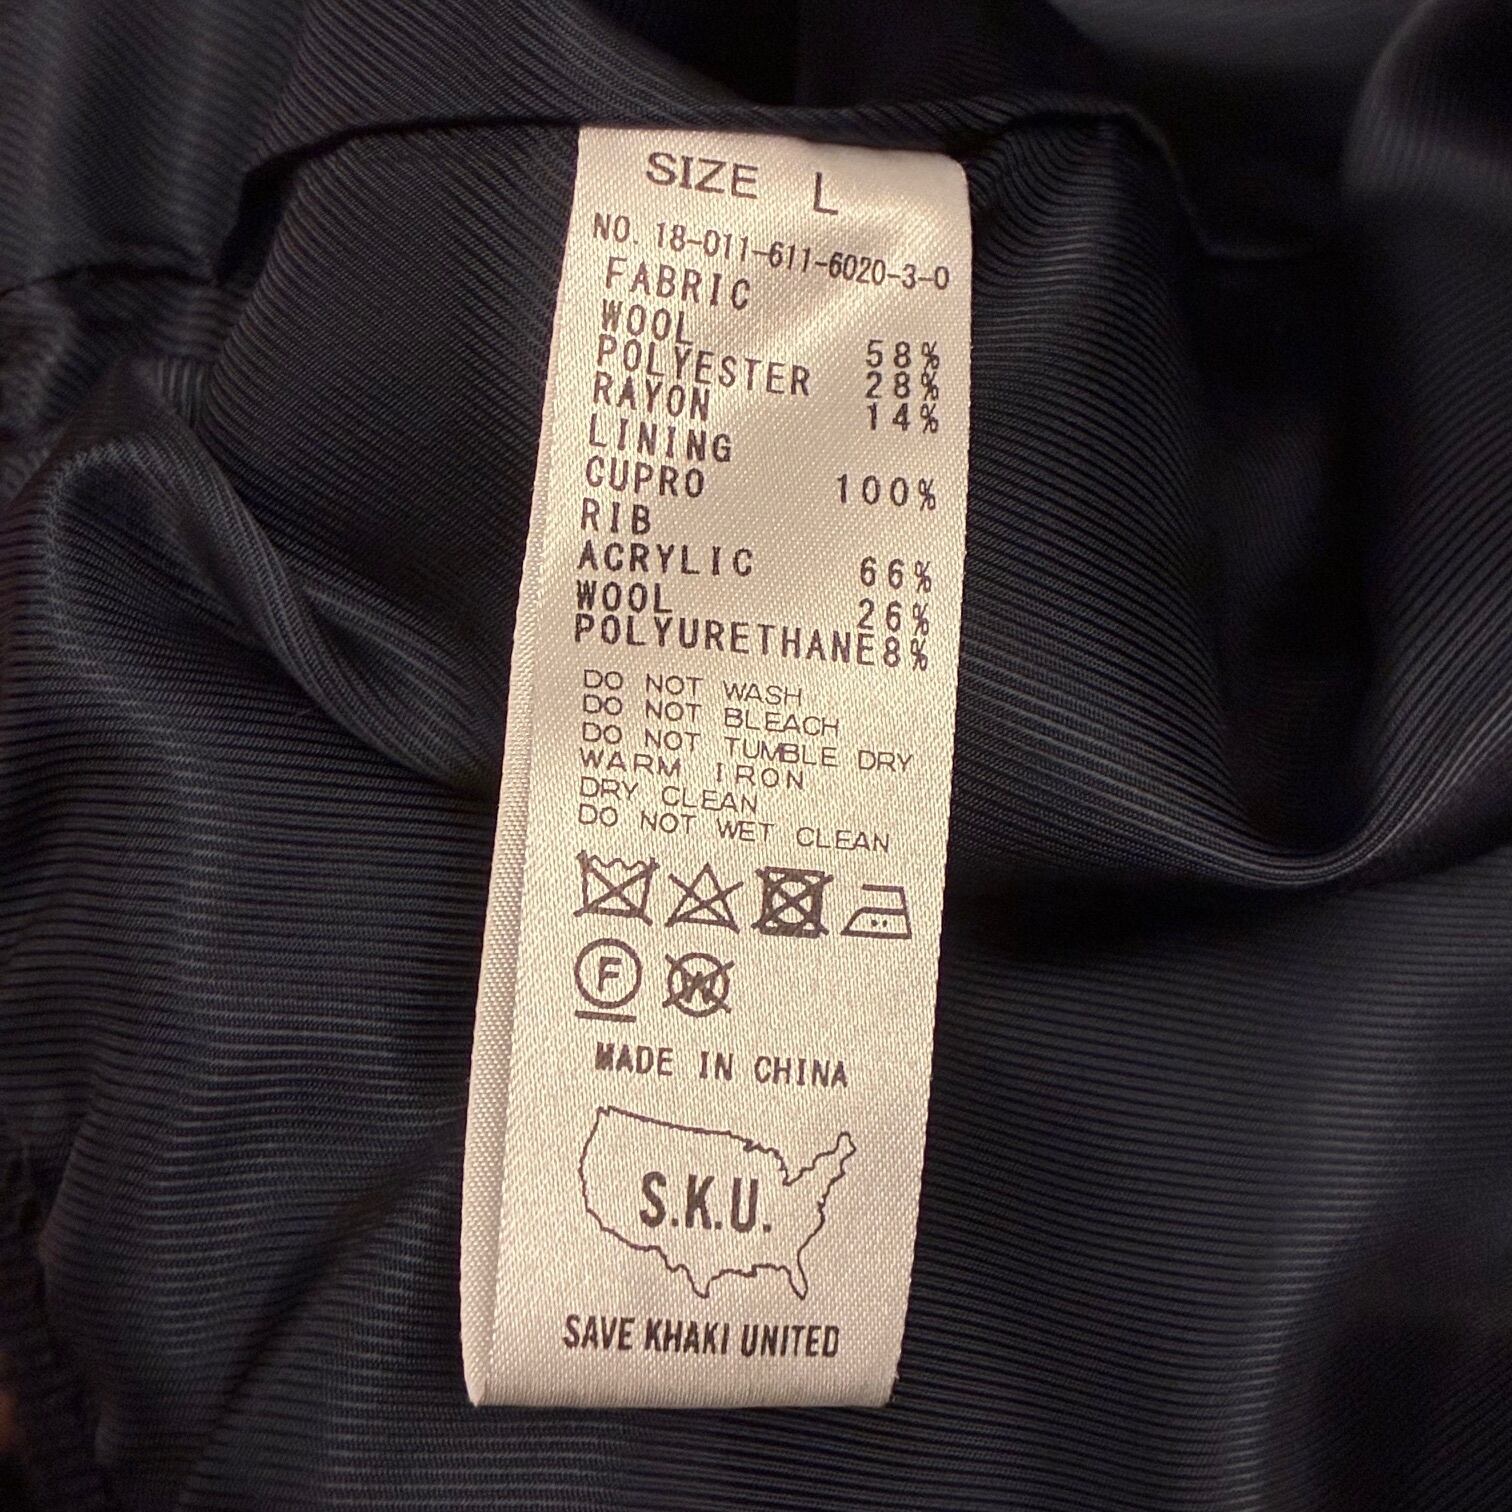 SIZE L
NO. 18-011-611-6020-3-0
FABRIC
WOOL 58%
POLYESTER 28%
RAYON 14%
LINING
CUPRO 100%
RIB
ACRYLIC 66%
WOOL 26%
POLYURETHANE 8%
DO NOT WASH
DO NOT BLEACH
DO NOT TUMBLE DRY
WARM IRON
DRY CLEAN
DO NOT WET CLEAN
F W
MADE IN CHINA
S.K.U.
SAVE KHAKI UNITED